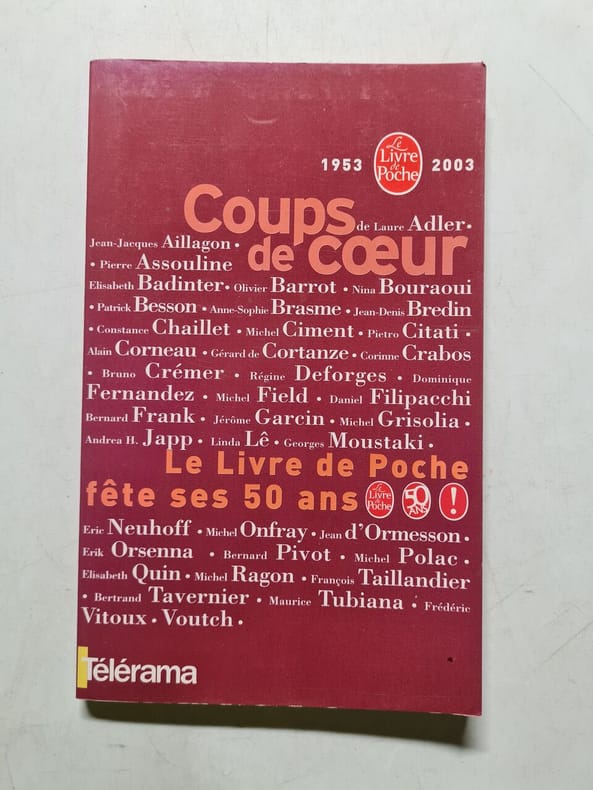 1953 Le Livre de Poche 2003
Coups de Laure Adler •
Jean-Jacques Aillagon • de cœur
• Pierre Assouline
Elisabeth Badinter • Olivier Barrot • Nina Bouraoui
• Patrick Besson • Anne-Sophie Brasme • Jean-Denis Bredin
• Constance Chaillet • Michel Ciment • Pietro Citati •
Alain Corneau • Gérard de Cortanze • Corinne Crabos
• Bruno Crémer • Régine Deforges • Dominique
Fernandez • Michel Field • Daniel Filipacchi
Bernard Frank • Jérôme Garcin • Michel Grisolia •
Andrea H. Japp • Linda Lê • Georges Moustaki •
Le Livre de Poche
fête ses 50 ans Le Livre de Poche 50 ANS !
Eric Neuhoff • Michel Onfray • Jean d'Ormesson •
Erik Orsenna • Bernard Pivot • Michel Polac •
Elisabeth Quin • Michel Ragon • François Taillandier
• Bertrand Tavernier • Maurice Tubiana • Frédéric
Vitoux • Voutch •
Télérama